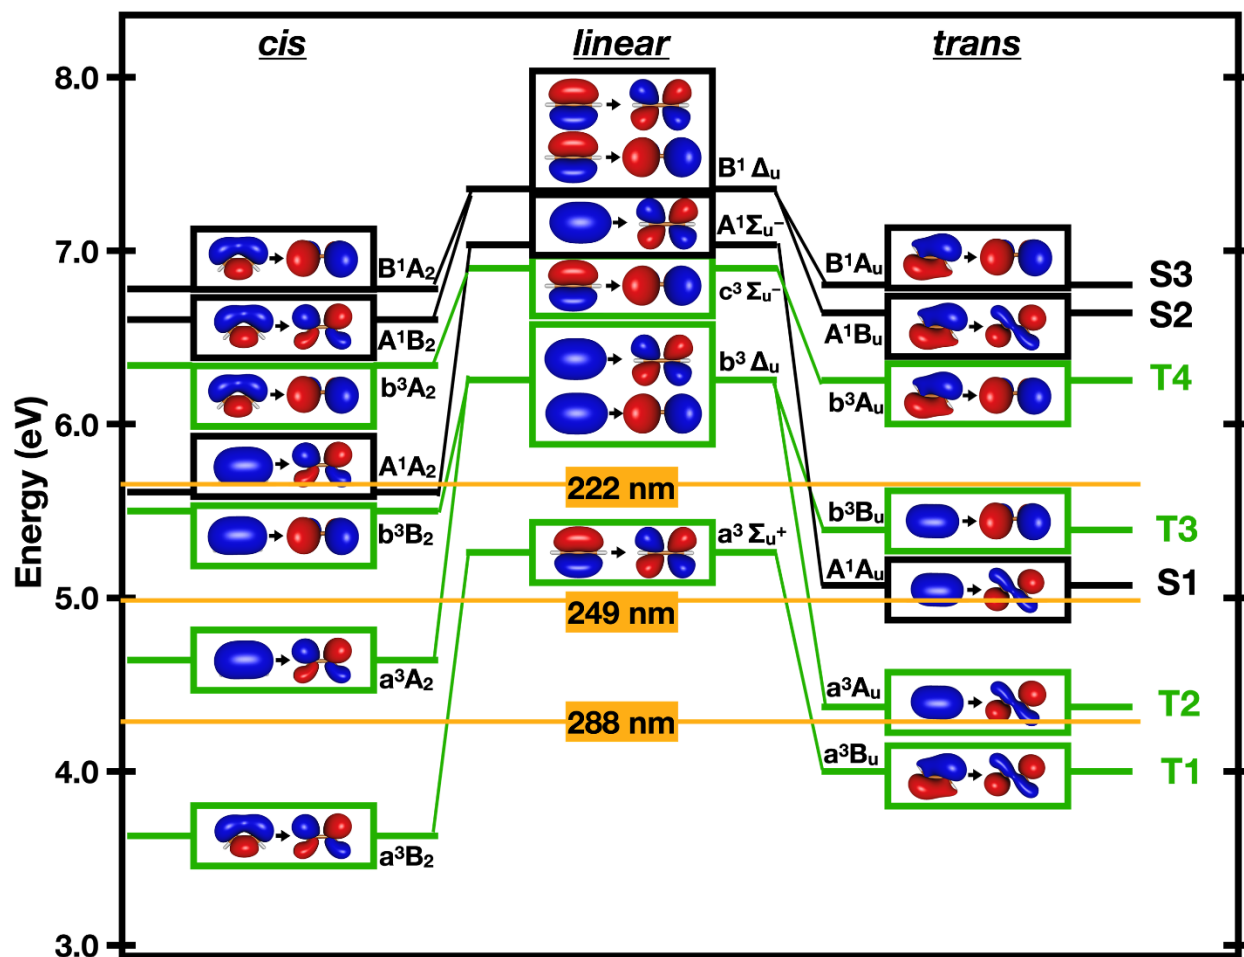 cis
linear
trans
8.0
7.0
6.0
5.0
4.0
3.0
Energy (eV)
B¹A₂
A¹B₂
b³A₂
A¹A₂
b³B₂
a³A₂
a³B₂
B¹ Δᵤ
A¹Σᵤ⁻
c³ Σᵤ⁻
b³ Δᵤ
222 nm
a³ Σᵤ⁺
249 nm
288 nm
B¹Aᵤ
A¹Bᵤ
b³Aᵤ
b³Bᵤ
A¹Aᵤ
a³Aᵤ
a³Bᵤ
S3
S2
T4
T3
S1
T2
T1